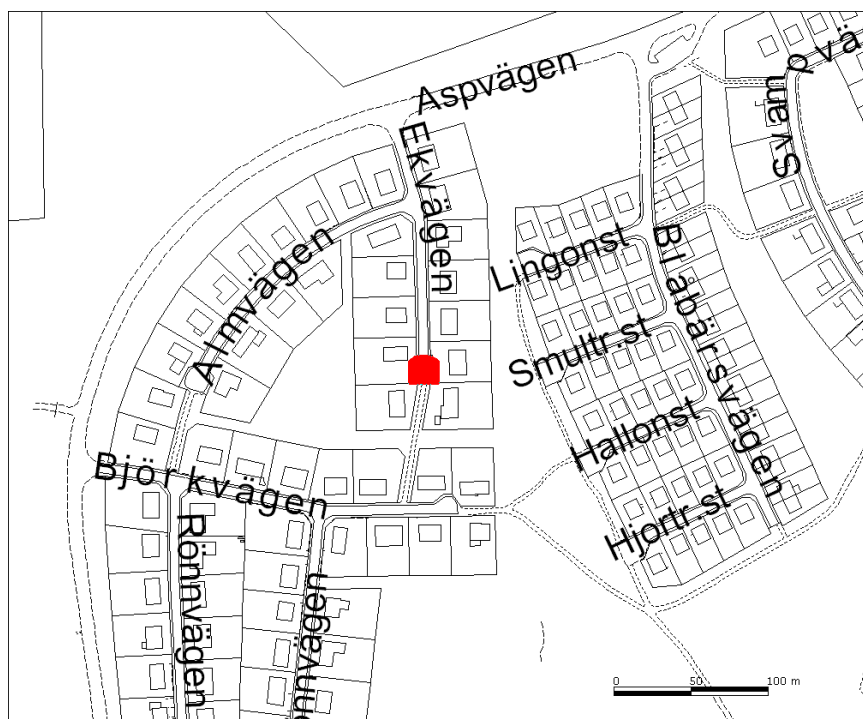 Aspvägen
Ekvägen
Almvägen
Lingonst
Blåbärsvägen
Smultr.st
Hallonst
Hjortr.st
Björkvägen
Rönnvägen
0 50 100 m